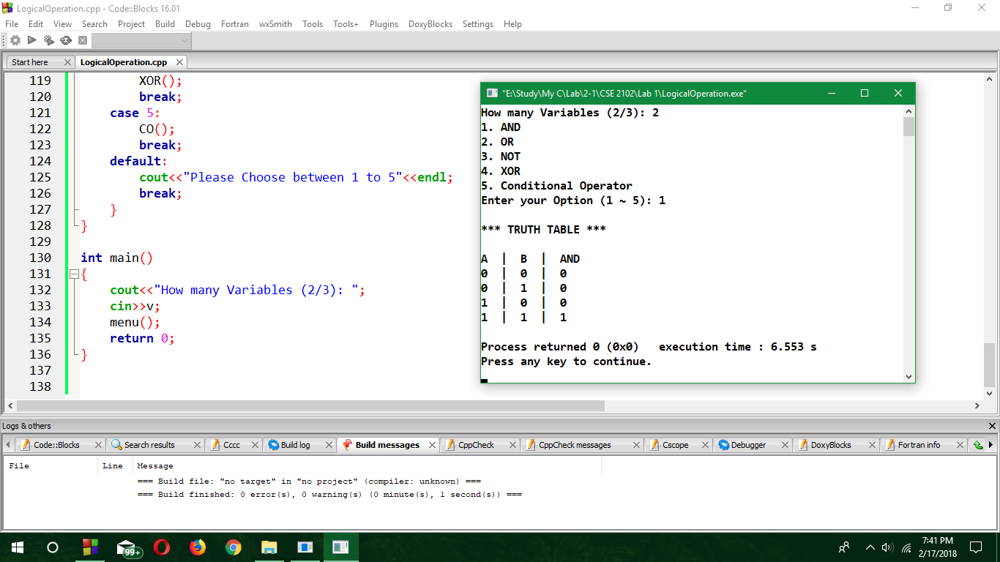 LogicalOperation.cpp - Code::Blocks 16.01
File Edit View Search Project Build Debug Fortran wxSmith Tools Tools+ Plugins DoxyBlocks Settings Help
Start here LogicalOperation.cpp
119 XOR();
120 break;
121 case 5:
122 CO();
123 break;
124 default:
125 cout<<"Please Choose between 1 to 5"<<endl;
126 break;
127 }
128 }
129
130 int main()
131 {
132 cout<<"How many Variables (2/3): ";
133 cin>>v;
134 menu();
135 return 0;
136 }
137
138
"E:\Study\My C\Lab\2-1\CSE 2102\Lab 1\LogicalOperation.exe"
How many Variables (2/3): 2
1. AND
2. OR
3. NOT
4. XOR
5. Conditional Operator
Enter your Option (1 ~ 5): 1
*** TRUTH TABLE ***
A | B | AND
0 | 0 | 0
0 | 1 | 0
1 | 0 | 0
1 | 1 | 1
Process returned 0 (0x0) execution time : 6.553 s
Press any key to continue.
Logs & others
Code::Blocks Search results Cccc Build log Build messages CppCheck CppCheck messages Cscope Debugger DoxyBlocks Fortran info
File Line Message
=== Build file: "no target" in "no project" (compiler: unknown) ===
=== Build finished: 0 error(s), 0 warning(s) (0 minute(s), 1 second(s)) ===
99+
7:41 PM
2/17/2018